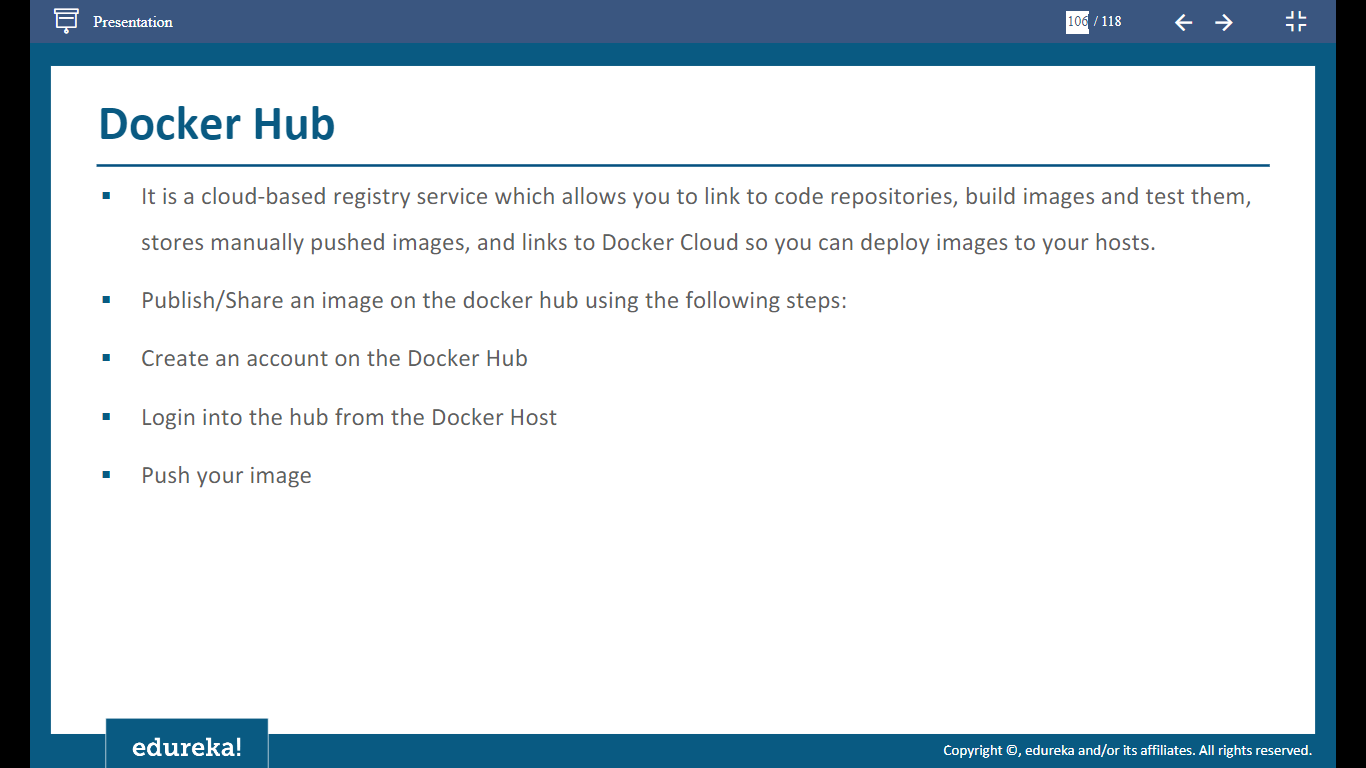 Presentation
106 / 118
Docker Hub
▪ It is a cloud-based registry service which allows you to link to code repositories, build images and test them,
stores manually pushed images, and links to Docker Cloud so you can deploy images to your hosts.
▪ Publish/Share an image on the docker hub using the following steps:
▪ Create an account on the Docker Hub
▪ Login into the hub from the Docker Host
▪ Push your image
edureka!
Copyright ©, edureka and/or its affiliates. All rights reserved.